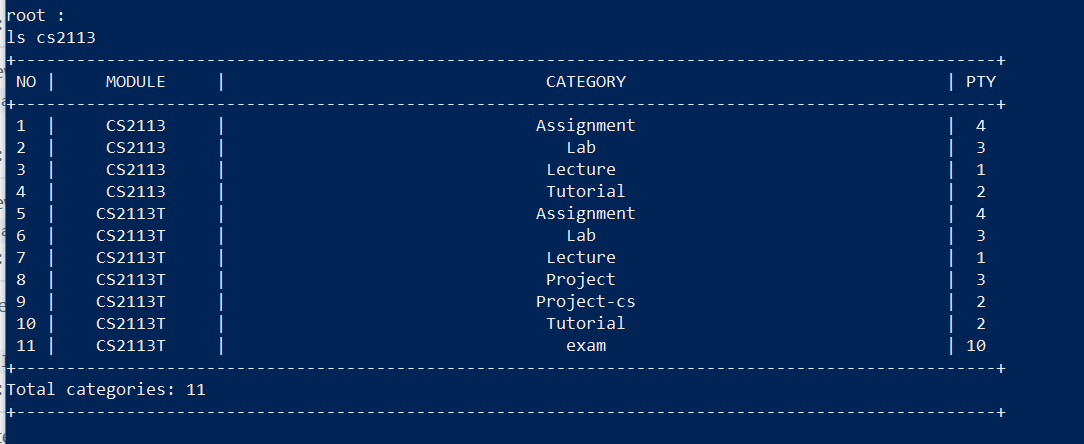 root :
ls cs2113
+--------------------------------------------------------------------------------------------------+
NO | MODULE | CATEGORY | PTY
+--------------------------------------------------------------------------------------------------+
1 | CS2113 | Assignment | 4
2 | CS2113 | Lab | 3
3 | CS2113 | Lecture | 1
4 | CS2113 | Tutorial | 2
5 | CS2113T | Assignment | 4
6 | CS2113T | Lab | 3
7 | CS2113T | Lecture | 1
8 | CS2113T | Project | 3
9 | CS2113T | Project-cs | 2
10 | CS2113T | Tutorial | 2
11 | CS2113T | exam | 10
+--------------------------------------------------------------------------------------------------+
Total categories: 11
+--------------------------------------------------------------------------------------------------+